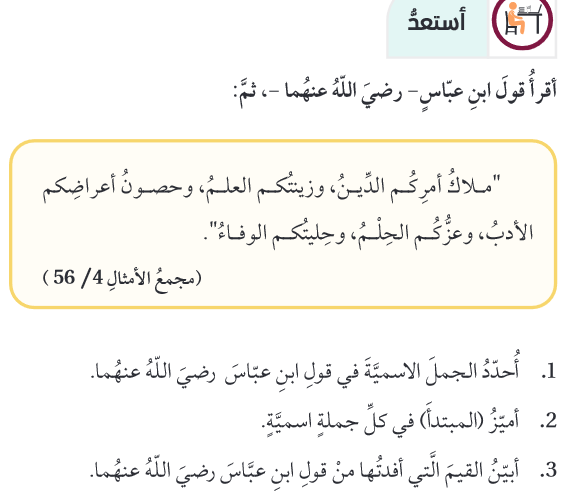 أستعدُّ
أقرأُ قولَ ابنِ عبّاسٍ– رضيَ اللّهُ عنهُما –، ثمَّ:
"مـلاكُ أمرِكُـم الدِّيـنُ، وزينتُكـم العلـمُ، وحصـونُ أعراضِكم
الأدبُ، وعزُّكُـم الحِلْـمُ، وحِليتُكـم الوفـاءُ".
(مجمعُ الأمثالِ 4/ 56 )
1. أُحدّدُ الجملَ الاسميَّةَ في قولِ ابنِ عبّاسَ رضيَ اللّهُ عنهُما.
2. أميّزُ (المبتدأَ) في كلِّ جملةٍ اسميَّةٍ.
3. أبيّنُ القيمَ الَّتي أفدتُها منْ قولِ ابنِ عبَّاسَ رضيَ اللّهُ عنهُما.